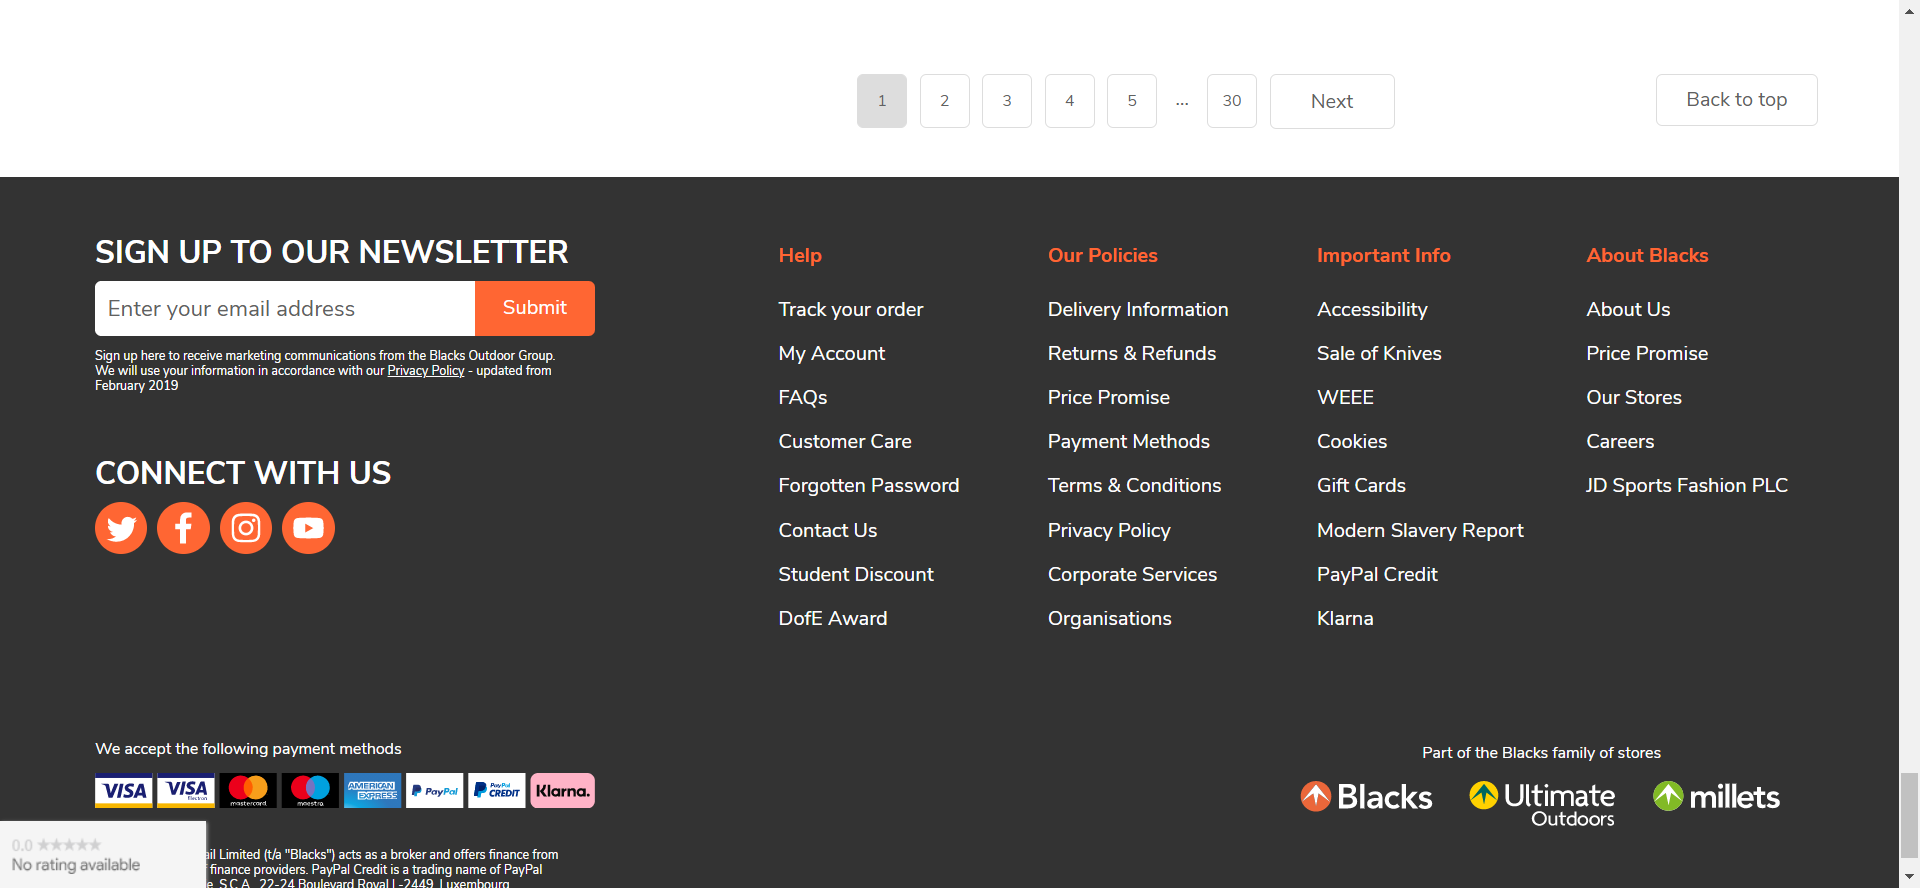 1 2 3 4 5 ... 30 Next Back to top
SIGN UP TO OUR NEWSLETTER
Enter your email address Submit
Sign up here to receive marketing communications from the Blacks Outdoor Group.
We will use your information in accordance with our Privacy Policy - updated from
February 2019
CONNECT WITH US
Help
Track your order
My Account
FAQs
Customer Care
Forgotten Password
Contact Us
Student Discount
DofE Award
Our Policies
Delivery Information
Returns & Refunds
Price Promise
Payment Methods
Terms & Conditions
Privacy Policy
Corporate Services
Organisations
Important Info
Accessibility
Sale of Knives
WEEE
Cookies
Gift Cards
Modern Slavery Report
PayPal Credit
Klarna
About Blacks
About Us
Price Promise
Our Stores
Careers
JD Sports Fashion PLC
We accept the following payment methods
VISA
VISA
Electron
mastercard
maestro
AMERICAN
EXPRESS
PayPal
PayPal
CREDIT
Klarna.
Part of the Blacks family of stores
Blacks
Ultimate
Outdoors
millets
0.0
No rating available
Limited (t/a "Blacks") acts as a broker and offers finance from
finance providers. PayPal Credit is a trading name of PayPal
S.C.A, 22-24 Boulevard Royal L-2449, Luxembourg